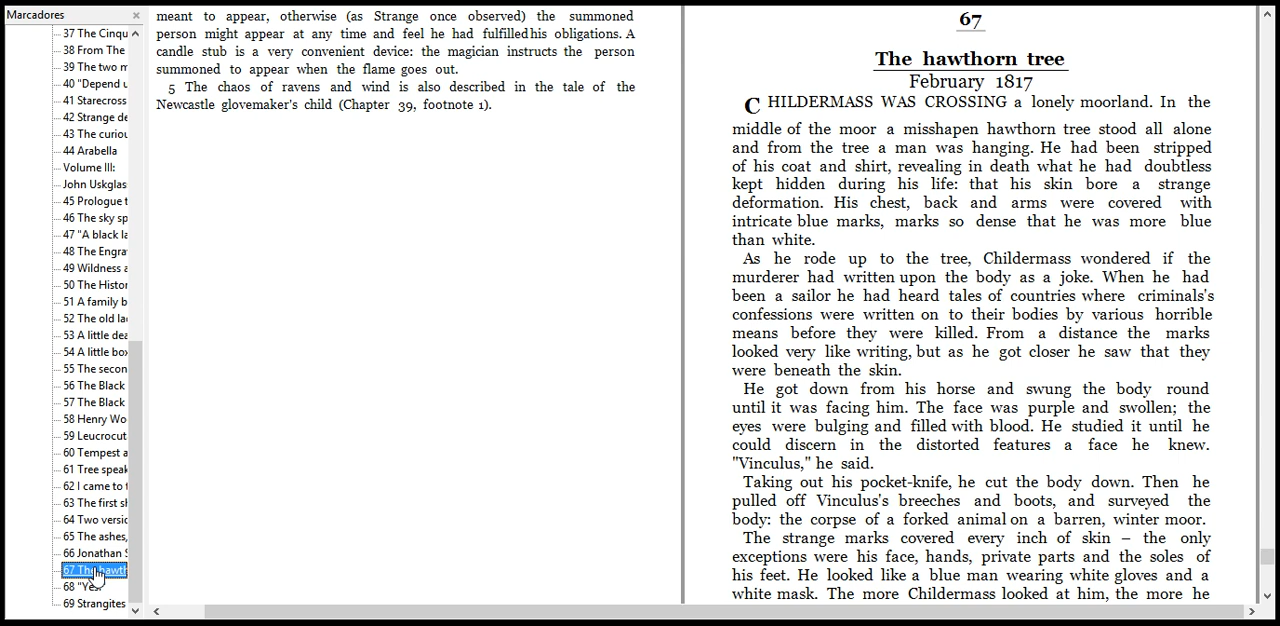 Marcadores
37 The Cinqu
38 From The
39 The two m
40 "Depend u
41 Starecross
42 Strange de
43 The curiou
44 Arabella
Volume III:
John Uskglas
45 Prologue t
46 The sky sp
47 "A black la
48 The Engra
49 Wildness a
50 The Histor
51 A family b
52 The old la
53 A little dea
54 A little box
55 The secon
56 The Black
57 The Black
58 Henry Wo
59 Leucrocut
60 Tempest a
61 Tree speak
62 I came to t
63 The first sh
64 Two versio
65 The ashes,
66 Jonathan S
67 The hawth
68 "Yes
69 Strangites
meant to appear, otherwise (as Strange once observed) the summoned
person might appear at any time and feel he had fulfilled his obligations. A
candle stub is a very convenient device: the magician instructs the person
summoned to appear when the flame goes out.
5 The chaos of ravens and wind is also described in the tale of the
Newcastle glovemaker's child (Chapter 39, footnote 1).
67
The hawthorn tree
February 1817
CHILDERMASS WAS CROSSING a lonely moorland. In the
middle of the moor a misshapen hawthorn tree stood all alone
and from the tree a man was hanging. He had been stripped
of his coat and shirt, revealing in death what he had doubtless
kept hidden during his life: that his skin bore a strange
deformation. His chest, back and arms were covered with
intricate blue marks, marks so dense that he was more blue
than white.
As he rode up to the tree, Childermass wondered if the
murderer had written upon the body as a joke. When he had
been a sailor he had heard tales of countries where criminals's
confessions were written on to their bodies by various horrible
means before they were killed. From a distance the marks
looked very like writing, but as he got closer he saw that they
were beneath the skin.
He got down from his horse and swung the body round
until it was facing him. The face was purple and swollen; the
eyes were bulging and filled with blood. He studied it until he
could discern in the distorted features a face he knew.
"Vinculus," he said.
Taking out his pocket-knife, he cut the body down. Then he
pulled off Vinculus's breeches and boots, and surveyed the
body: the corpse of a forked animal on a barren, winter moor.
The strange marks covered every inch of skin – the only
exceptions were his face, hands, private parts and the soles of
his feet. He looked like a blue man wearing white gloves and a
white mask. The more Childermass looked at him, the more he